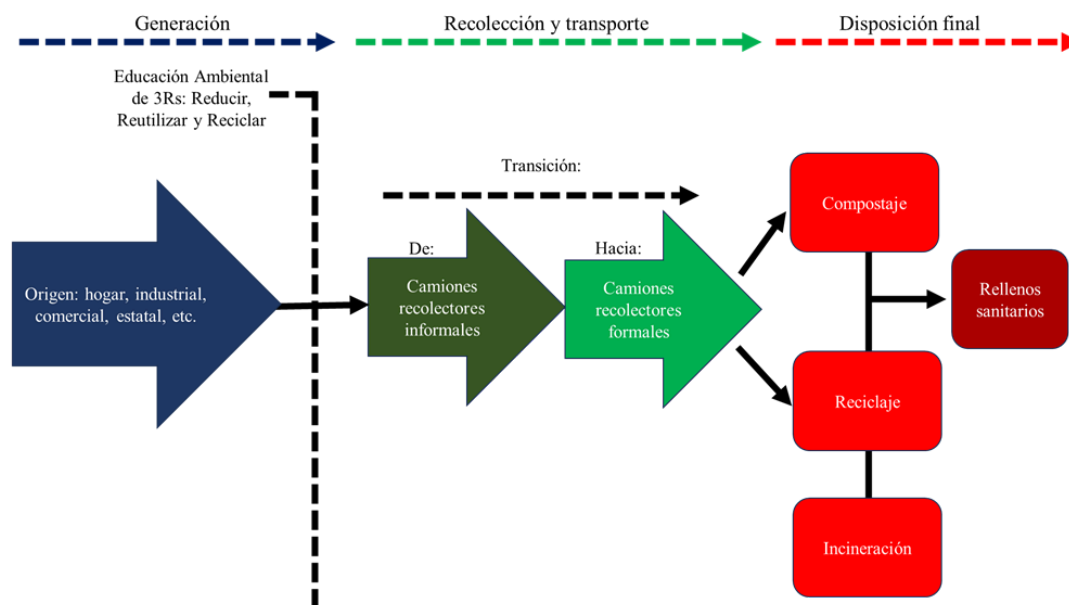 Generación
Recolección y transporte
Disposición final
Educación Ambiental
de 3Rs: Reducir,
Reutilizar y Reciclar
Transición:
Origen: hogar, industrial,
comercial, estatal, etc.
De:
Camiones
recolectores
informales
Hacia:
Camiones
recolectores
formales
Compostaje
Reciclaje
Incineración
Rellenos
sanitarios